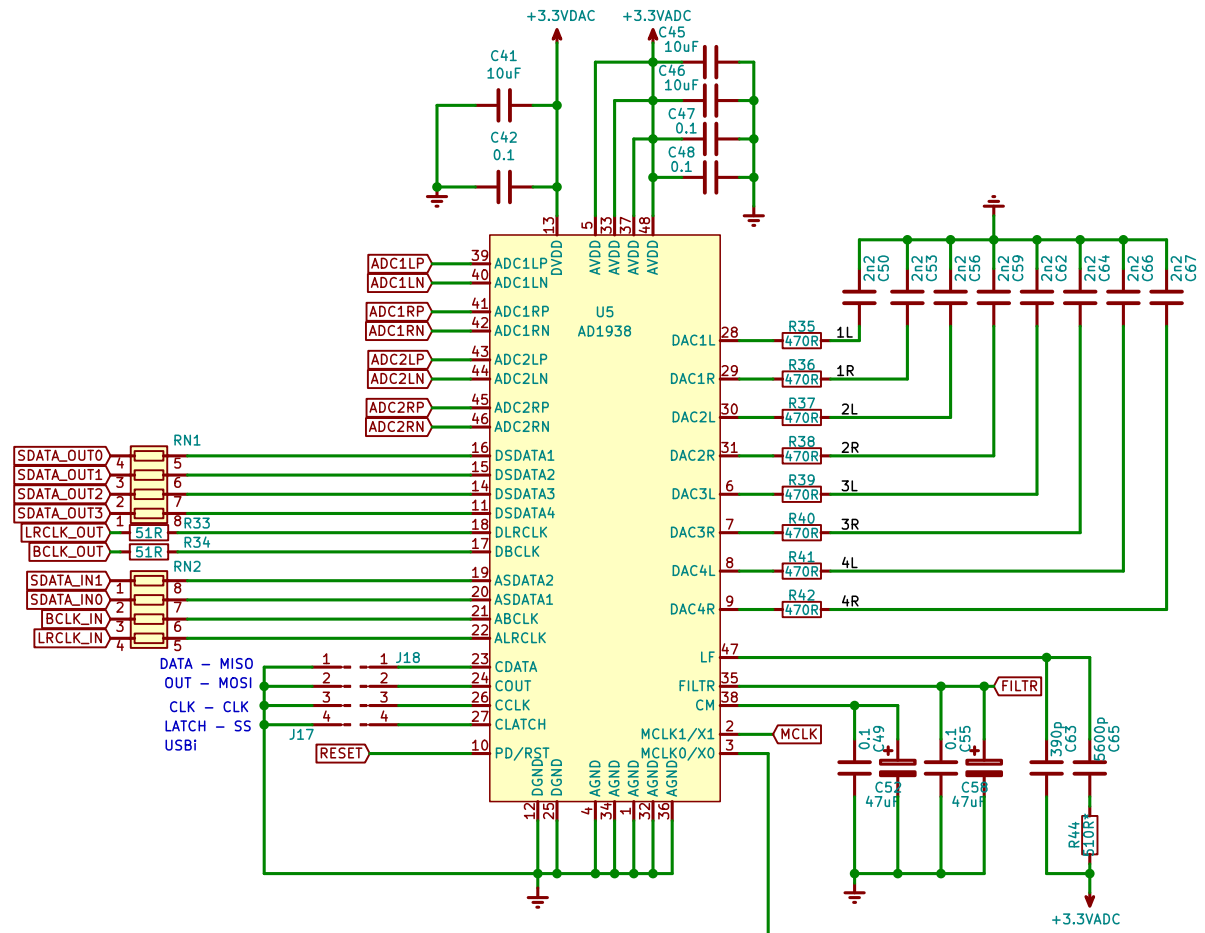 +3.3VDAC
+3.3VADC
C41
10uF
C42
0.1
C45
10uF
C46
10uF
C47
0.1
C48
0.1
13
5
33
37
48
DVDD
AVDD
AVDD
AVDD
AVDD
U5
AD1938
ADC1LP 39 ADC1LP
ADC1LN 40 ADC1LN
ADC1RP 41 ADC1RP
ADC1RN 42 ADC1RN
ADC2LP 43 ADC2LP
ADC2LN 44 ADC2LN
ADC2RP 45 ADC2RP
ADC2RN 46 ADC2RN
RN1
SDATA_OUT0 4 5 16 DSDATA1
SDATA_OUT1 3 6 15 DSDATA2
SDATA_OUT2 2 7 14 DSDATA3
SDATA_OUT3 1 8 11 DSDATA4
R33
LRCLK_OUT 51R 18 DLRCLK
R34
BCLK_OUT 51R 17 DBCLK
RN2
SDATA_IN1 1 8 19 ASDATA2
SDATA_IN0 2 7 20 ASDATA1
BCLK_IN 3 6 21 ABCLK
LRCLK_IN 4 5 22 ALRCLK
J18
DATA - MISO 1 1 23 CDATA
OUT - MOSI 2 2 24 COUT
CLK - CLK 3 3 26 CCLK
LATCH - SS 4 4 27 CLATCH
J17
USBi
RESET 10 PD/RST
DGND
DGND
AGND
AGND
AGND
AGND
AGND
12
25
4
34
1
32
36
2n2 C50
2n2 C53
2n2 C56
2n2 C59
2n2 C62
2n2 C64
2n2 C66
2n2 C67
DAC1L 28 R35 470R 1L
DAC1R 29 R36 470R 1R
DAC2L 30 R37 470R 2L
DAC2R 31 R38 470R 2R
DAC3L 6 R39 470R 3L
DAC3R 7 R40 470R 3R
DAC4L 8 R41 470R 4L
DAC4R 9 R42 470R 4R
LF 47
FILTR 35 FILTR
CM 38
MCLK1/X1 2 MCLK
MCLK0/X0 3
0.1 C49
+
C52
47uF
0.1 C55
+
C58
47uF
390p C63
5600p C65
R44
510R*
+3.3VADC